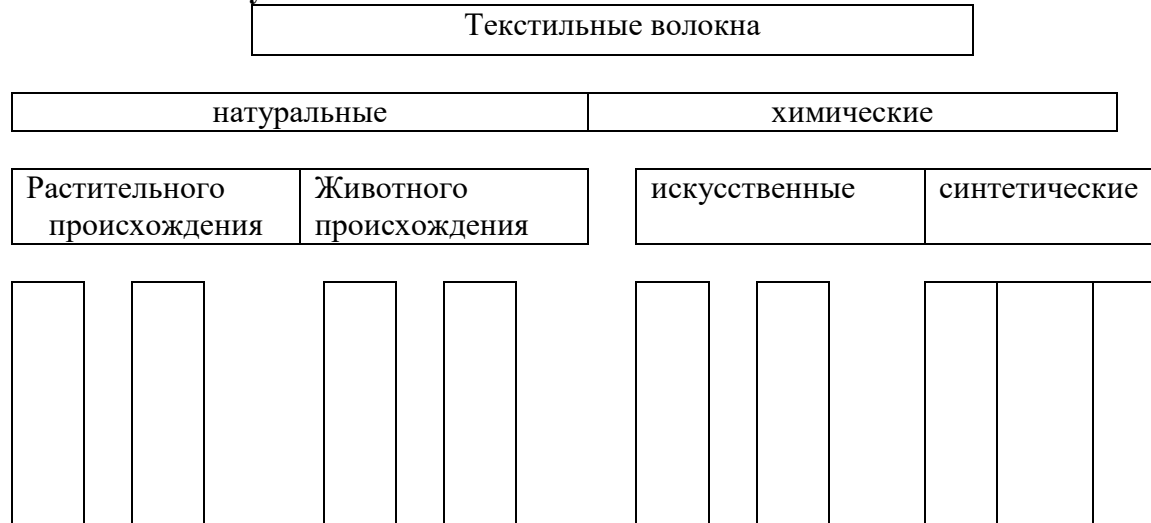 Текстильные волокна
натуральные химические
Растительного происхождения
Животного происхождения
искусственные синтетические